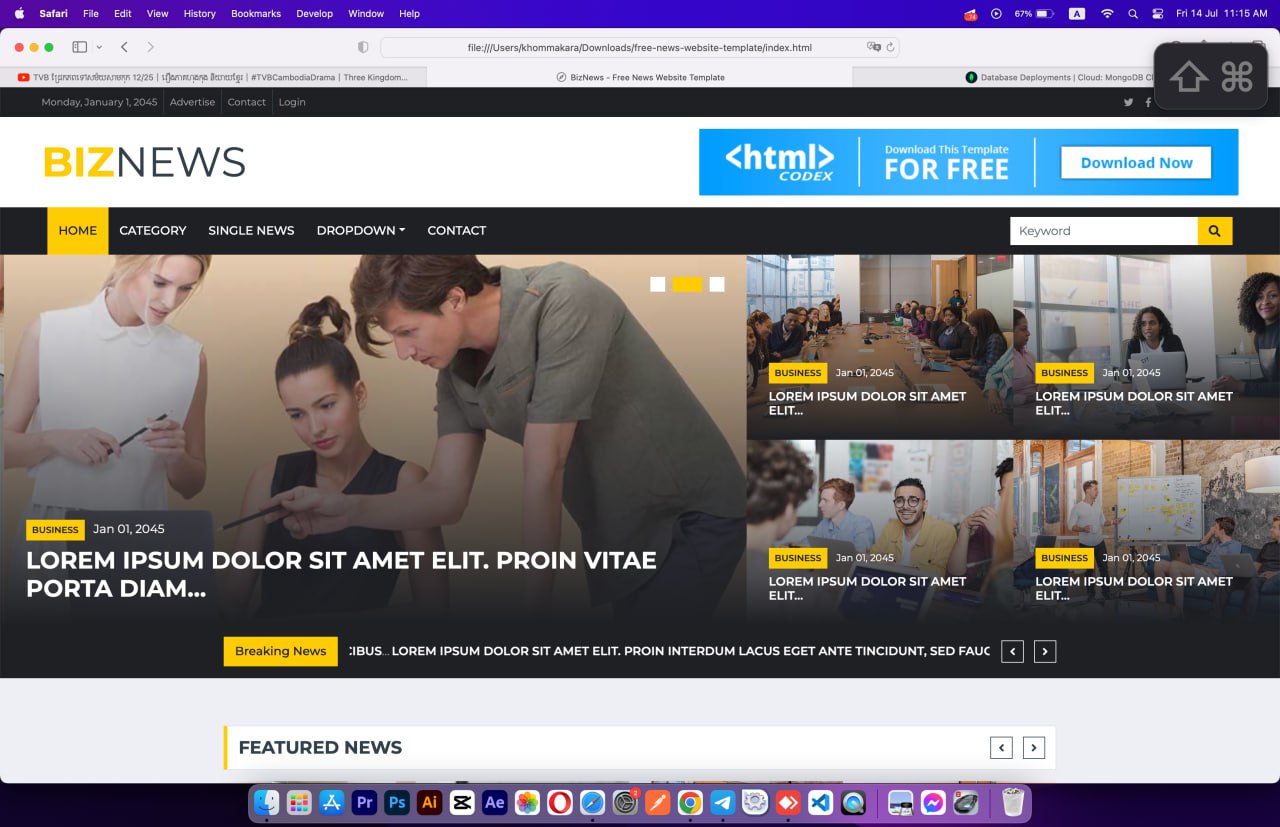 Safari File Edit View History Bookmarks Develop Window Help 67% A Fri 14 Jul 11:15 AM
file:///Users/khommakara/Downloads/free-news-website-template/index.html
#TVBCambodiaDrama | Three Kingdom...
BizNews - Free News Website Template
Database Deployments | Cloud: MongoDB Cl
Monday, January 1, 2045 Advertise Contact Login
BIZNEWS
<html> CODEX
Download This Template
FOR FREE
Download Now
HOME CATEGORY SINGLE NEWS DROPDOWN CONTACT
Keyword
BUSINESS Jan 01, 2045
LOREM IPSUM DOLOR SIT AMET ELIT. PROIN VITAE
PORTA DIAM...
BUSINESS Jan 01, 2045
LOREM IPSUM DOLOR SIT AMET
ELIT...
BUSINESS Jan 01, 2045
LOREM IPSUM DOLOR SIT AMET
ELIT...
BUSINESS Jan 01, 2045
LOREM IPSUM DOLOR SIT AMET
ELIT...
BUSINESS Jan 01, 2045
LOREM IPSUM DOLOR SIT AMET
ELIT...
Breaking News
CIBUS... LOREM IPSUM DOLOR SIT AMET ELIT. PROIN INTERDUM LACUS EGET ANTE TINCIDUNT, SED FAUC
FEATURED NEWS
Pr Ps Ai Ae 2